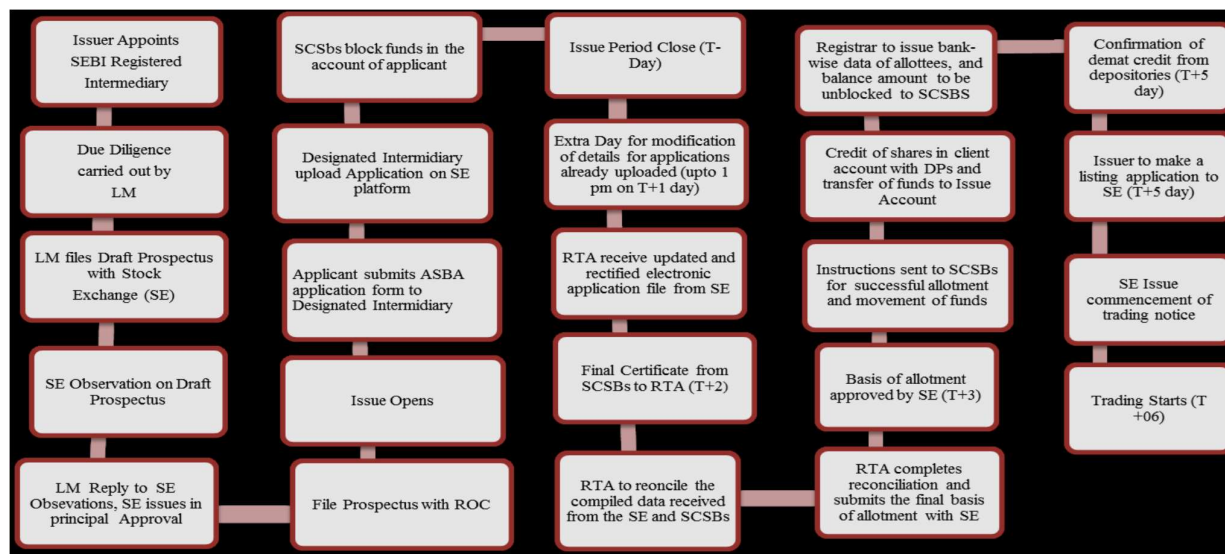 Issuer Appoints
SEBI Registered
Intermediary
Due Diligence
carried out by
LM
LM files Draft Prospectus
with Stock
Exchange (SE)
SE Observation on Draft
Prospectus
LM Reply to SE
Obsevations, SE issues in
principal Approval
File Prospectus with ROC
Issue Opens
Applicant submits ASBA
application form to
Designated Intermidiary
Designated Intermidiary
upload Application on SE
platform
SCSbs block funds in the
account of applicant
Issue Period Close (T-
Day)
Extra Day for modification
of details for applications
already uploaded (upto 1
pm on T+1 day)
RTA receive updated and
rectified electronic
application file from SE
Final Certificate from
SCSBs to RTA (T+2)
RTA to reconcile the
compiled data received
from the SE and SCSBs
RTA completes
reconciliation and
submits the final basis
of allotment with SE
Basis of allotment
approved by SE (T+3)
Instructions sent to SCSBs
for successful allotment
and movement of funds
Credit of shares in client
account with DPs and
transfer of funds to Issue
Account
Registrar to issue bank-
wise data of allottees, and
balance amount to be
unblocked to SCSBS
Confirmation of
demat credit from
depositories (T+5
day)
Issuer to make a
listing application to
SE (T+5 day)
SE Issue
commencement of
trading notice
Trading Starts (T
+06)